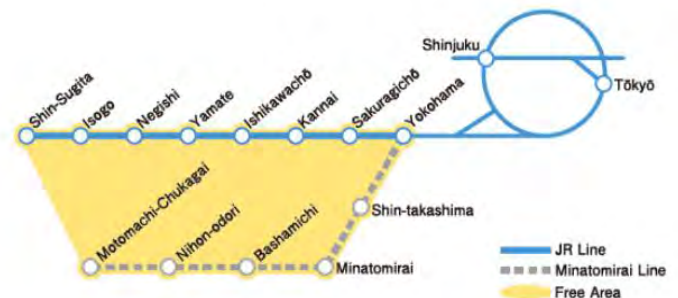 Shinjuku
Tōkyō
Shin-Sugita
Isogo
Negishi
Yamate
Ishikawachō
Kannai
Sakuragichō
Yokohama
Motomachi-Chukagai
Nihon-odori
Bashamichi
Minatomirai
Shin-takashima
JR Line
Minatomirai Line
Free Area